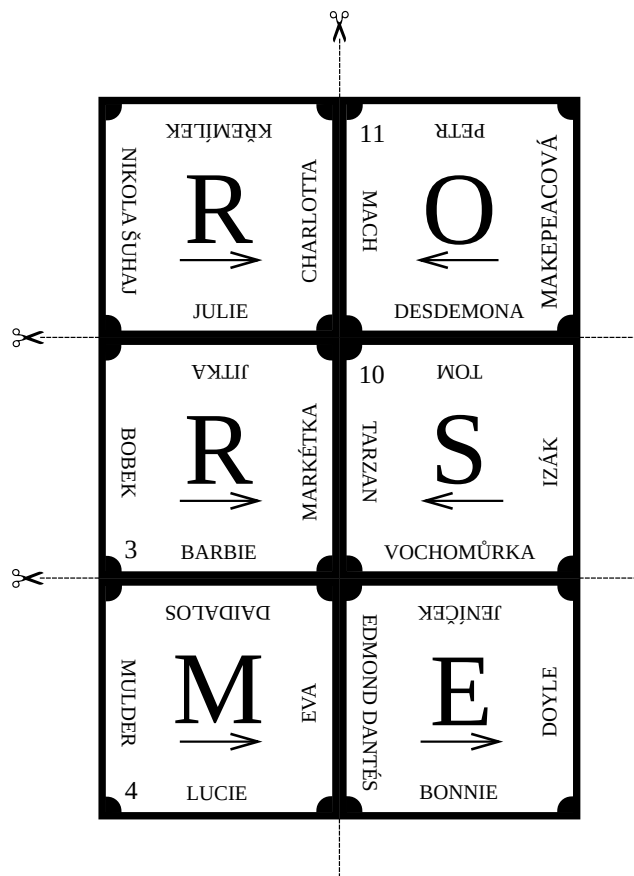 KŘEMÍLEK
NIKOLA ŠUHAJ
R
CHARLOTTA
JULIE
11
PETR
MACH
O
MAKEPEACOVÁ
DESDEMONA
JITKA
BOBEK
R
MARKÉTKA
3
BARBIE
10
TOM
TARZAN
S
IZÁK
VOCHOMŮRKA
DAIDALOS
MULDER
M
EVA
4
LUCIE
JENÍČEK
EDMOND DANTÉS
E
DOYLE
BONNIE